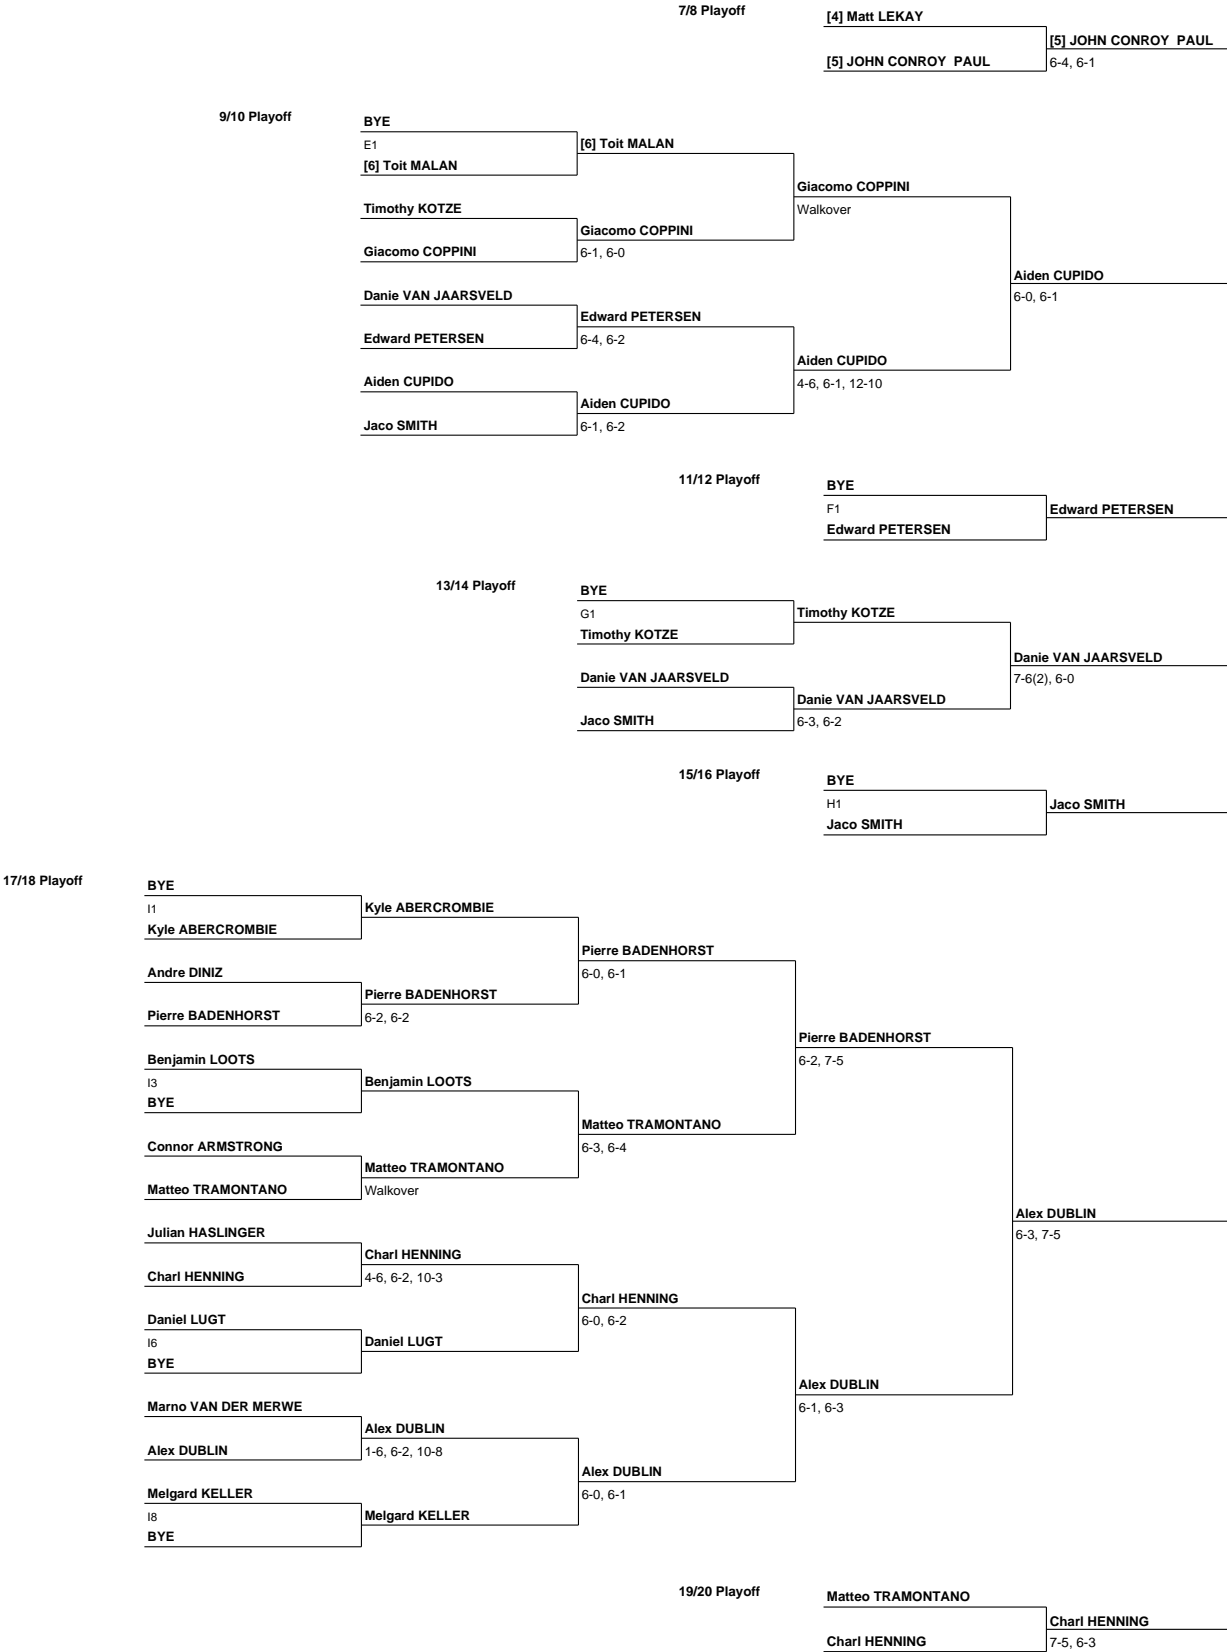 7/8 Playoff
[4] Matt LEKAY
[5] JOHN CONROY PAUL
[5] JOHN CONROY PAUL
6-4, 6-1
9/10 Playoff
BYE
E1
[6] Toit MALAN
[6] Toit MALAN
Giacomo COPPINI
Walkover
Timothy KOTZE
Giacomo COPPINI
Giacomo COPPINI
6-1, 6-0
Aiden CUPIDO
6-0, 6-1
Danie VAN JAARSVELD
Edward PETERSEN
Edward PETERSEN
6-4, 6-2
Aiden CUPIDO
4-6, 6-1, 12-10
Aiden CUPIDO
Aiden CUPIDO
Jaco SMITH
6-1, 6-2
11/12 Playoff
BYE
F1
Edward PETERSEN
Edward PETERSEN
13/14 Playoff
BYE
G1
Timothy KOTZE
Timothy KOTZE
Danie VAN JAARSVELD
7-6(2), 6-0
Danie VAN JAARSVELD
Danie VAN JAARSVELD
Jaco SMITH
6-3, 6-2
15/16 Playoff
BYE
H1
Jaco SMITH
Jaco SMITH
17/18 Playoff
BYE
I1
Kyle ABERCROMBIE
Kyle ABERCROMBIE
Pierre BADENHORST
6-0, 6-1
Andre DINIZ
Pierre BADENHORST
Pierre BADENHORST
6-2, 6-2
Pierre BADENHORST
6-2, 7-5
Benjamin LOOTS
I3
Benjamin LOOTS
BYE
Matteo TRAMONTANO
6-3, 6-4
Connor ARMSTRONG
Matteo TRAMONTANO
Matteo TRAMONTANO
Walkover
Alex DUBLIN
6-3, 7-5
Julian HASLINGER
Charl HENNING
Charl HENNING
4-6, 6-2, 10-3
Charl HENNING
6-0, 6-2
Daniel LUGT
I6
Daniel LUGT
BYE
Alex DUBLIN
6-1, 6-3
Marno VAN DER MERWE
Alex DUBLIN
Alex DUBLIN
1-6, 6-2, 10-8
Alex DUBLIN
6-0, 6-1
Melgard KELLER
I8
Melgard KELLER
BYE
19/20 Playoff
Matteo TRAMONTANO
Charl HENNING
Charl HENNING
7-5, 6-3